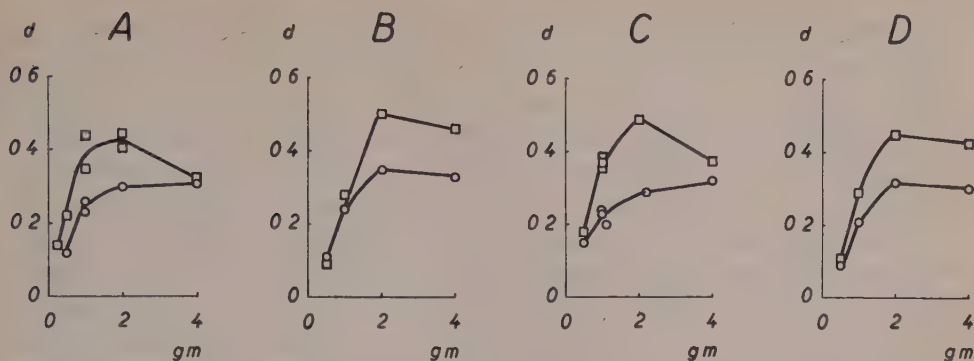 d A d B d C d D
0 6 0 6 0 6 0 6
0 4 0 4 0 4 0 4
0 2 0 2 0 2 0 2
0 0 0 0
0 2 4 0 2 4 0 2 4 0 2 4
gm gm gm gm